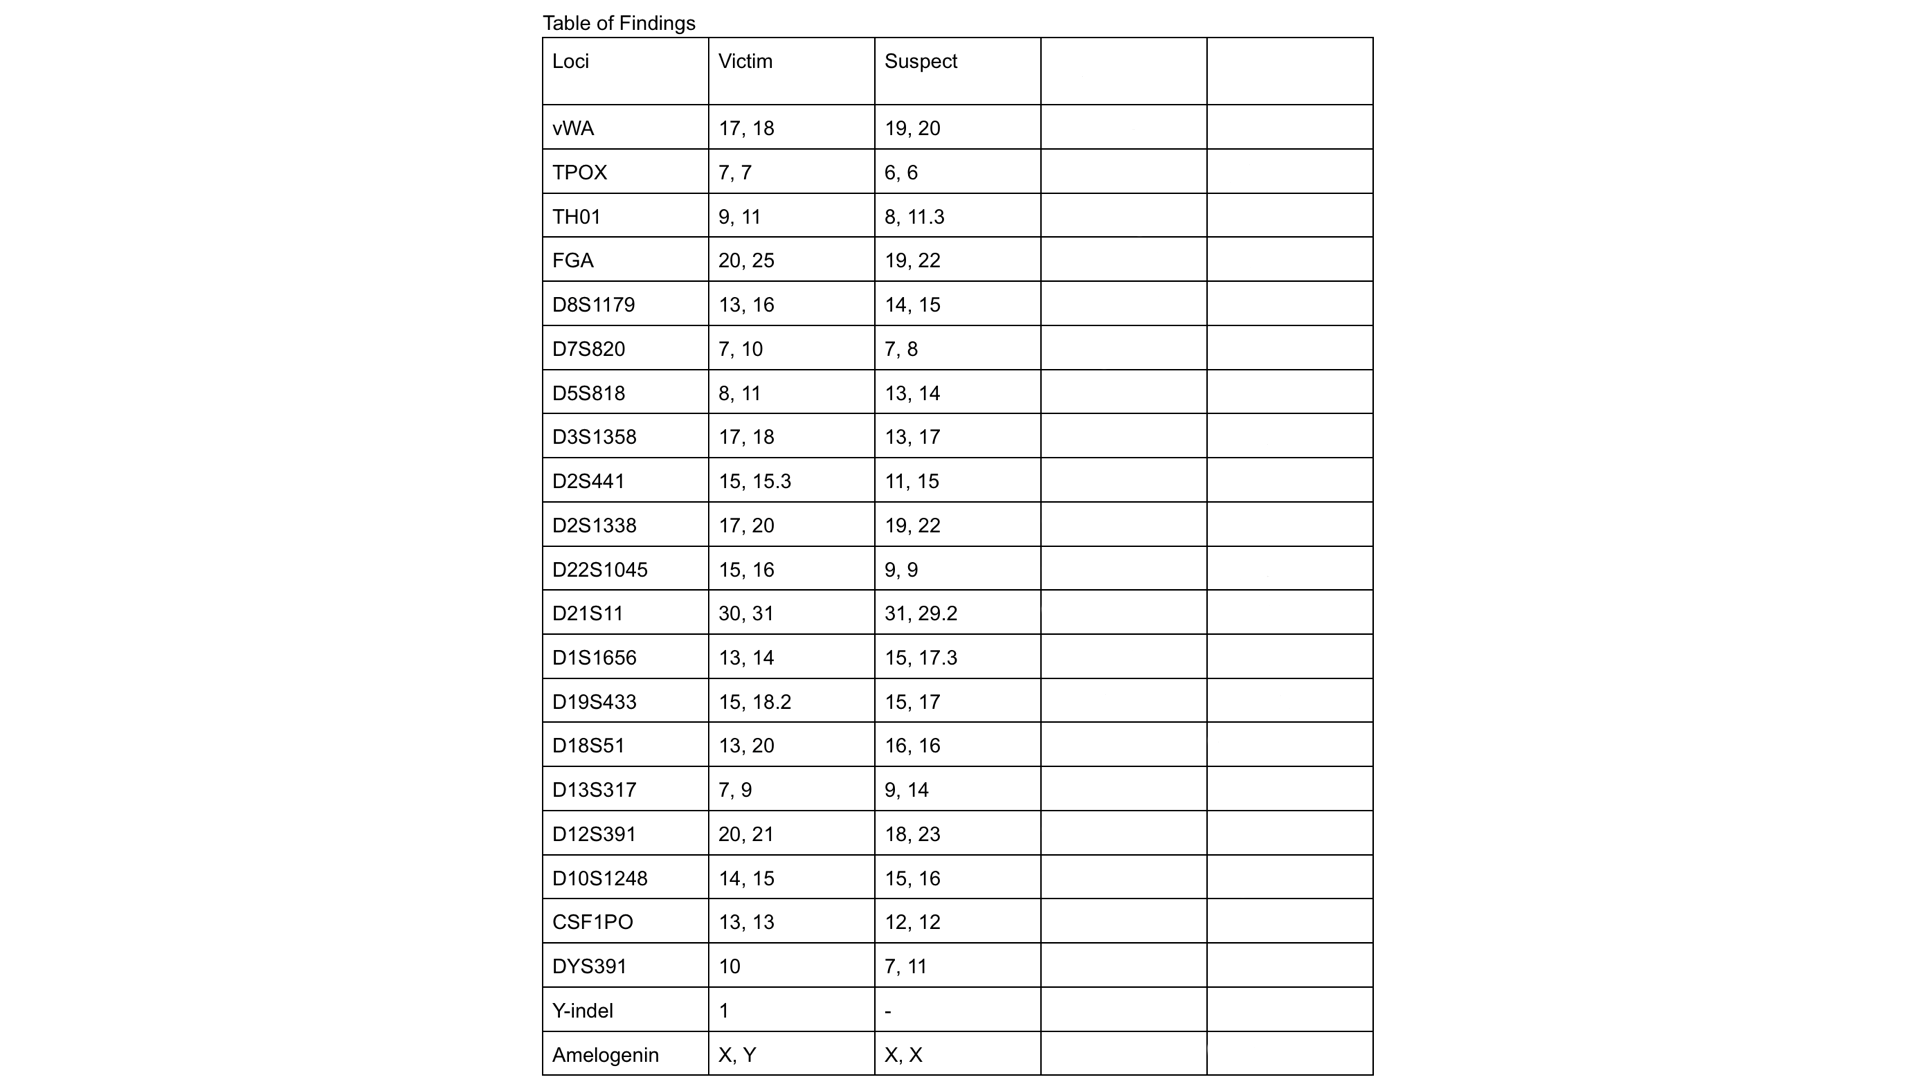 Table of Findings
Loci Victim Suspect
vWA 17, 18 19, 20
TPOX 7, 7 6, 6
TH01 9, 11 8, 11.3
FGA 20, 25 19, 22
D8S1179 13, 16 14, 15
D7S820 7, 10 7, 8
D5S818 8, 11 13, 14
D3S1358 17, 18 13, 17
D2S441 15, 15.3 11, 15
D2S1338 17, 20 19, 22
D22S1045 15, 16 9, 9
D21S11 30, 31 31, 29.2
D1S1656 13, 14 15, 17.3
D19S433 15, 18.2 15, 17
D18S51 13, 20 16, 16
D13S317 7, 9 9, 14
D12S391 20, 21 18, 23
D10S1248 14, 15 15, 16
CSF1PO 13, 13 12, 12
DYS391 10 7, 11
Y-indel 1 -
Amelogenin X, Y X, X